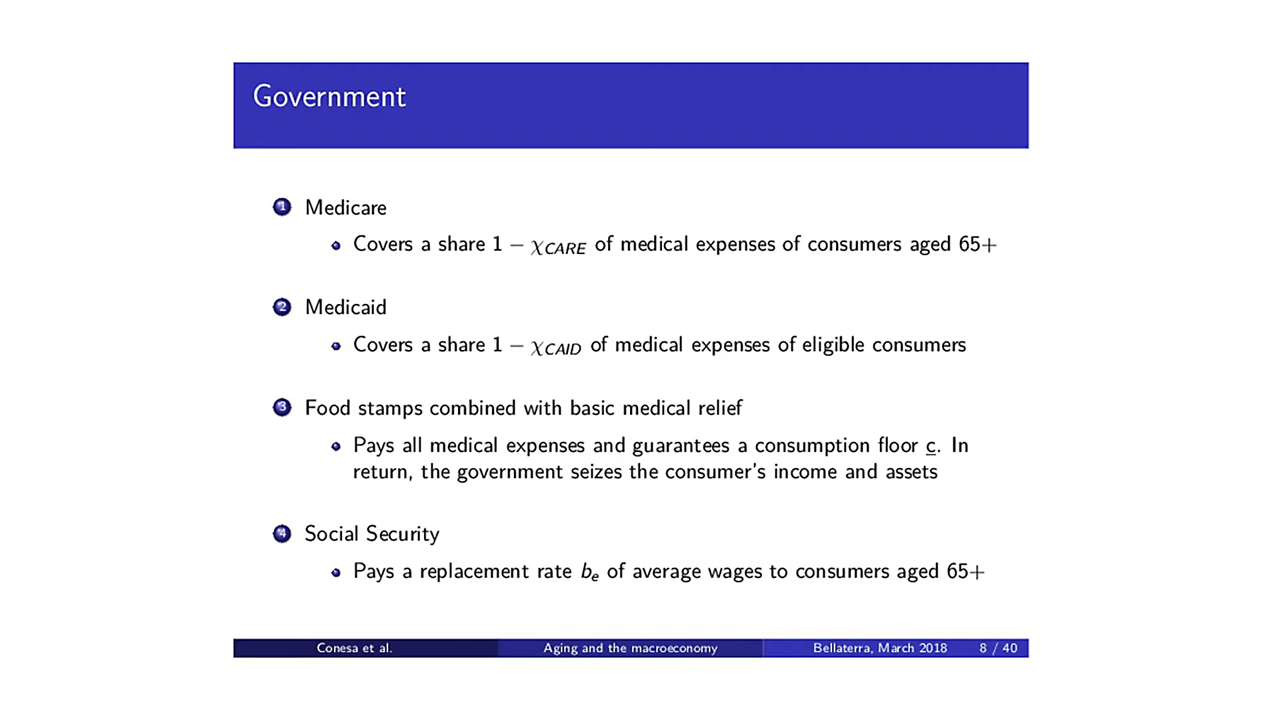 Government
1 Medicare
Covers a share 1 − χCARE of medical expenses of consumers aged 65+
2 Medicaid
Covers a share 1 − χCAID of medical expenses of eligible consumers
3 Food stamps combined with basic medical relief
Pays all medical expenses and guarantees a consumption floor c̲. In
return, the government seizes the consumer's income and assets
4 Social Security
Pays a replacement rate be of average wages to consumers aged 65+
Conesa et al. Aging and the macroeconomy Bellaterra, March 2018 8 / 40